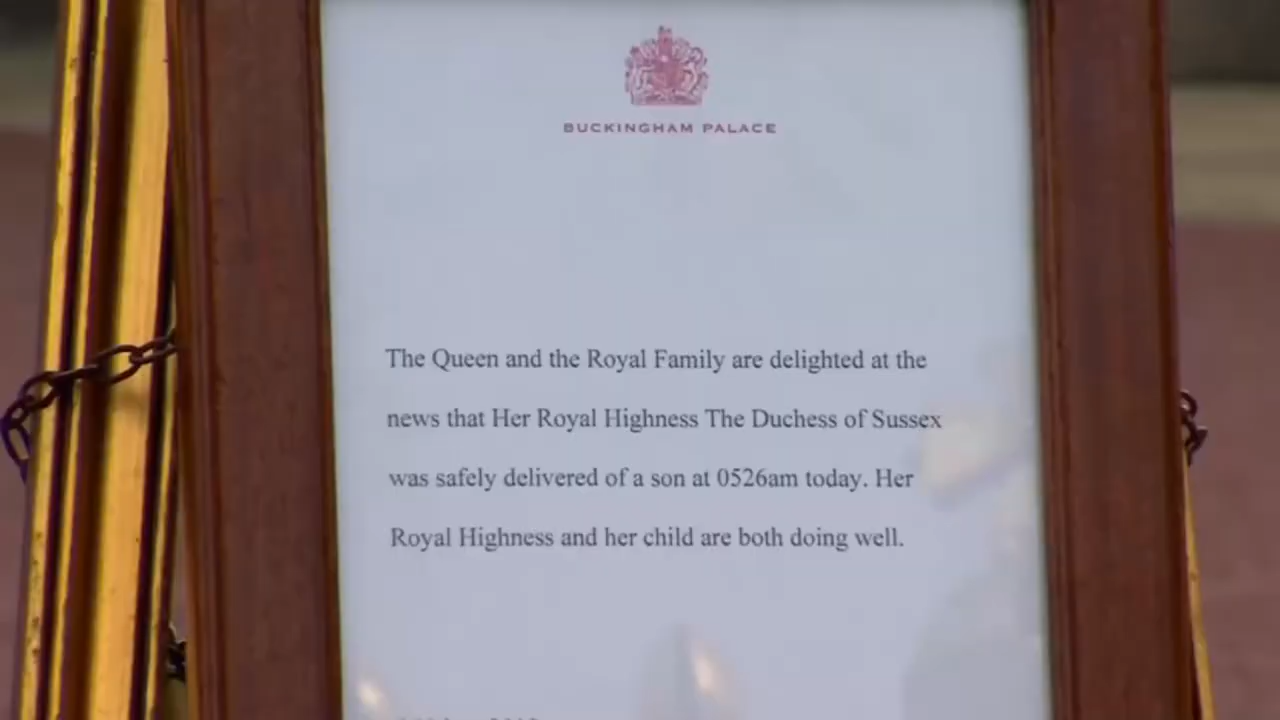 BUCKINGHAM PALACE
The Queen and the Royal Family are delighted at the
news that Her Royal Highness The Duchess of Sussex
was safely delivered of a son at 0526am today. Her
Royal Highness and her child are both doing well.